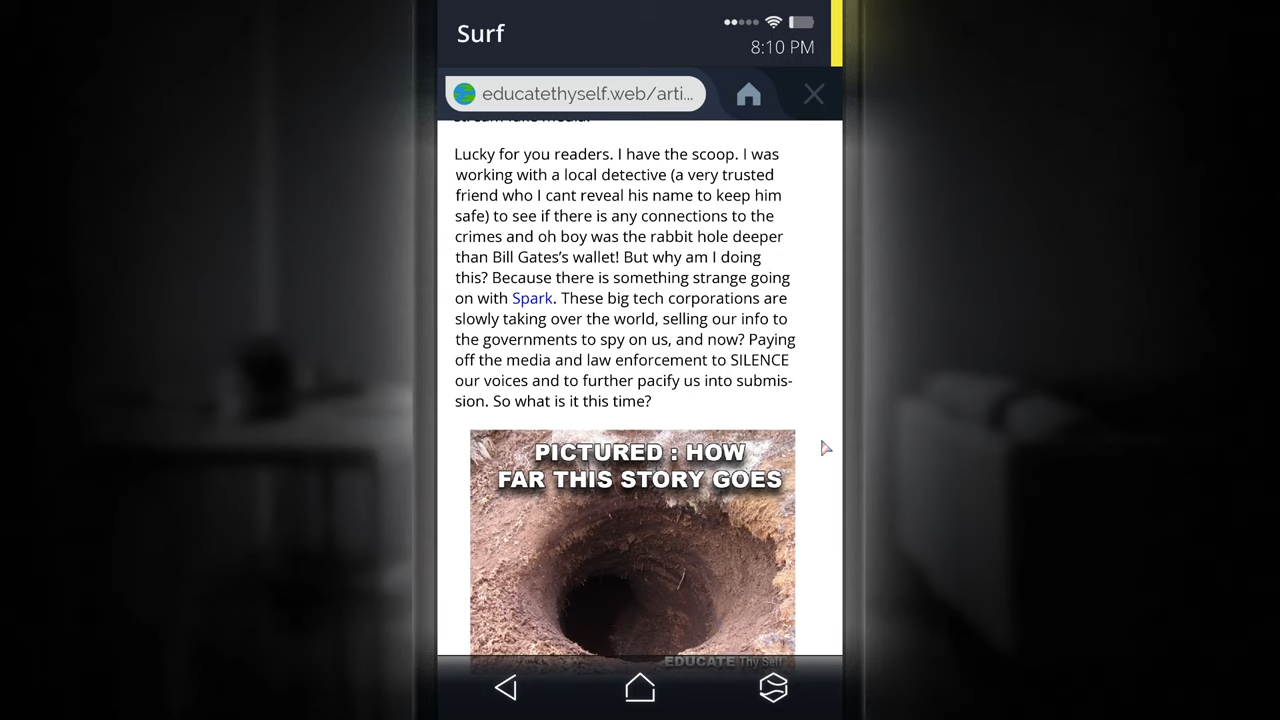 Surf
8:10 PM
educatethyself.web/arti...
Lucky for you readers. I have the scoop. I was
working with a local detective (a very trusted
friend who I cant reveal his name to keep him
safe) to see if there is any connections to the
crimes and oh boy was the rabbit hole deeper
than Bill Gates’s wallet! But why am I doing
this? Because there is something strange going
on with Spark. These big tech corporations are
slowly taking over the world, selling our info to
the governments to spy on us, and now? Paying
off the media and law enforcement to SILENCE
our voices and to further pacify us into submis-
sion. So what is it this time?
PICTURED : HOW
FAR THIS STORY GOES
EDUCATE Thy Self